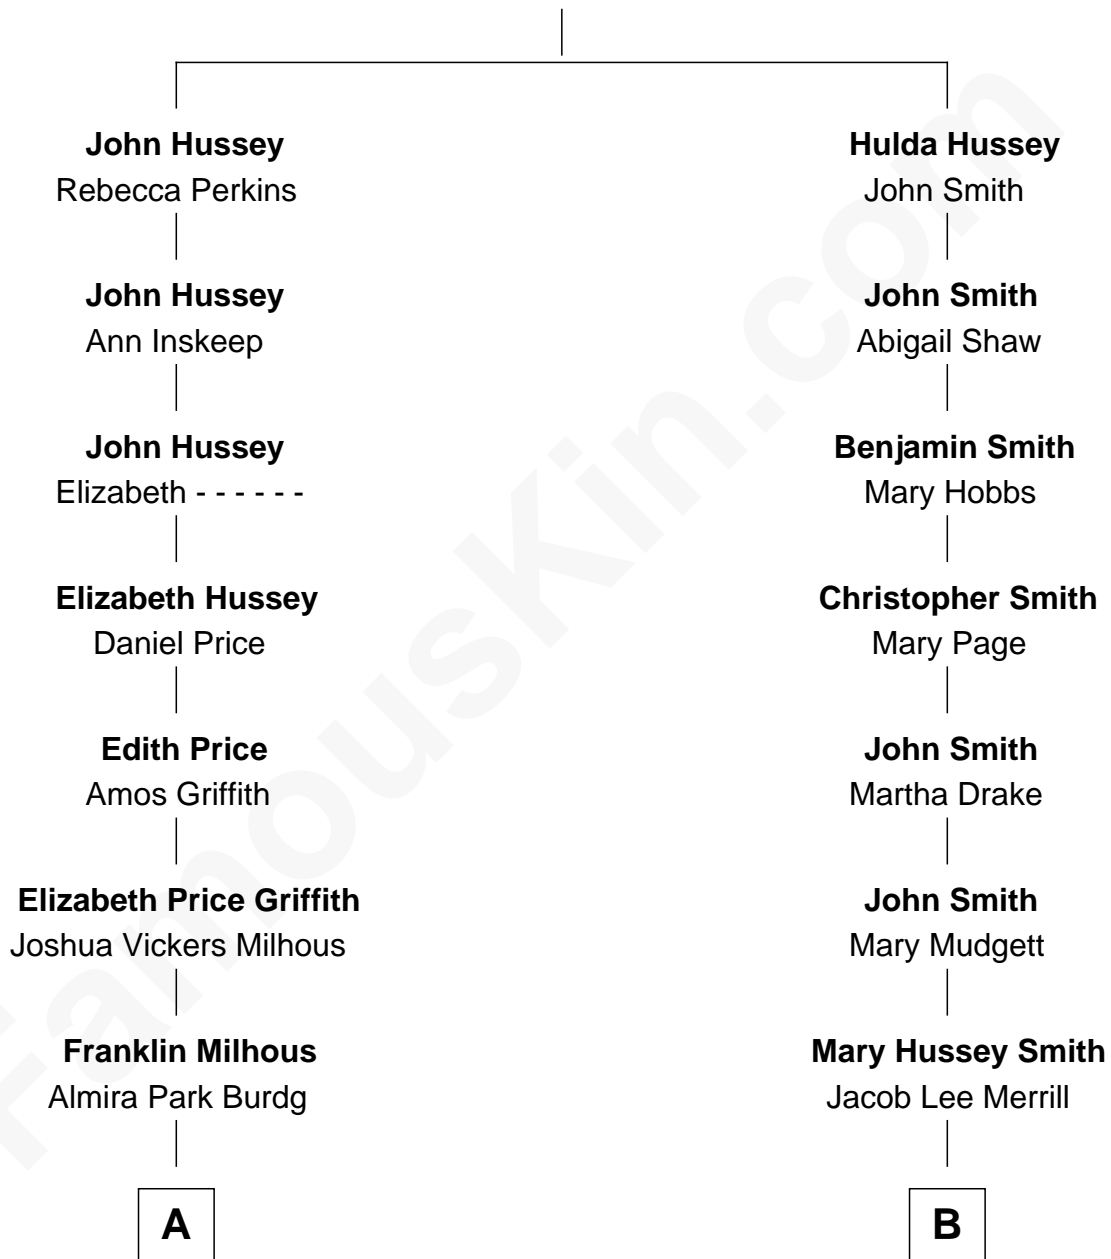 John Hussey
Rebecca Perkins
John Hussey
Ann Inskeep
John Hussey
Elizabeth - - - - - -
Elizabeth Hussey
Daniel Price
Edith Price
Amos Griffith
Elizabeth Price Griffith
Joshua Vickers Milhous
Franklin Milhous
Almira Park Burdg
A
Hulda Hussey
John Smith
John Smith
Abigail Shaw
Benjamin Smith
Mary Hobbs
Christopher Smith
Mary Page
John Smith
Martha Drake
John Smith
Mary Mudgett
Mary Hussey Smith
Jacob Lee Merrill
B
FamousKin.com